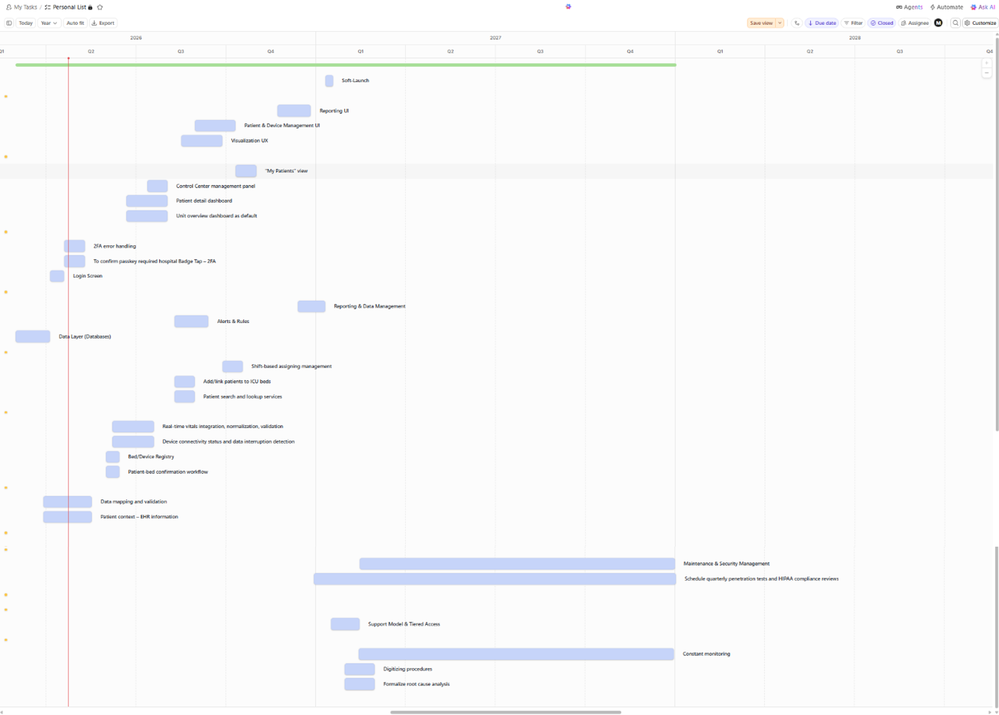 My Tasks / Personal List
Agents Automate Ask AI
Today Year Auto fit Export
Save view Due date Filter Closed Assignee M Customize
2026 2027 2028
Q1 Q2 Q3 Q4 Q1 Q2 Q3 Q4 Q1 Q2 Q3 Q4
Soft-Launch
Reporting UI
Patient & Device Management UI
Visualization UX
"My Patients" view
Control Center management panel
Patient detail dashboard
Unit overview dashboard as default
2FA error handling
To confirm passkey required hospital Badge Tap – 2FA
Login Screen
Reporting & Data Management
Alerts & Rules
Data Layer (Databases)
Shift-based assigning management
Add/link patients to ICU beds
Patient search and lookup services
Real-time vitals integration, normalization, validation
Device connectivity status and data interruption detection
Bed/Device Registry
Patient-bed confirmation workflow
Data mapping and validation
Patient context – EHR information
Maintenance & Security Management
Schedule quarterly penetration tests and HIPAA compliance reviews
Support Model & Tiered Access
Constant monitoring
Digitizing procedures
Formalize root cause analysis